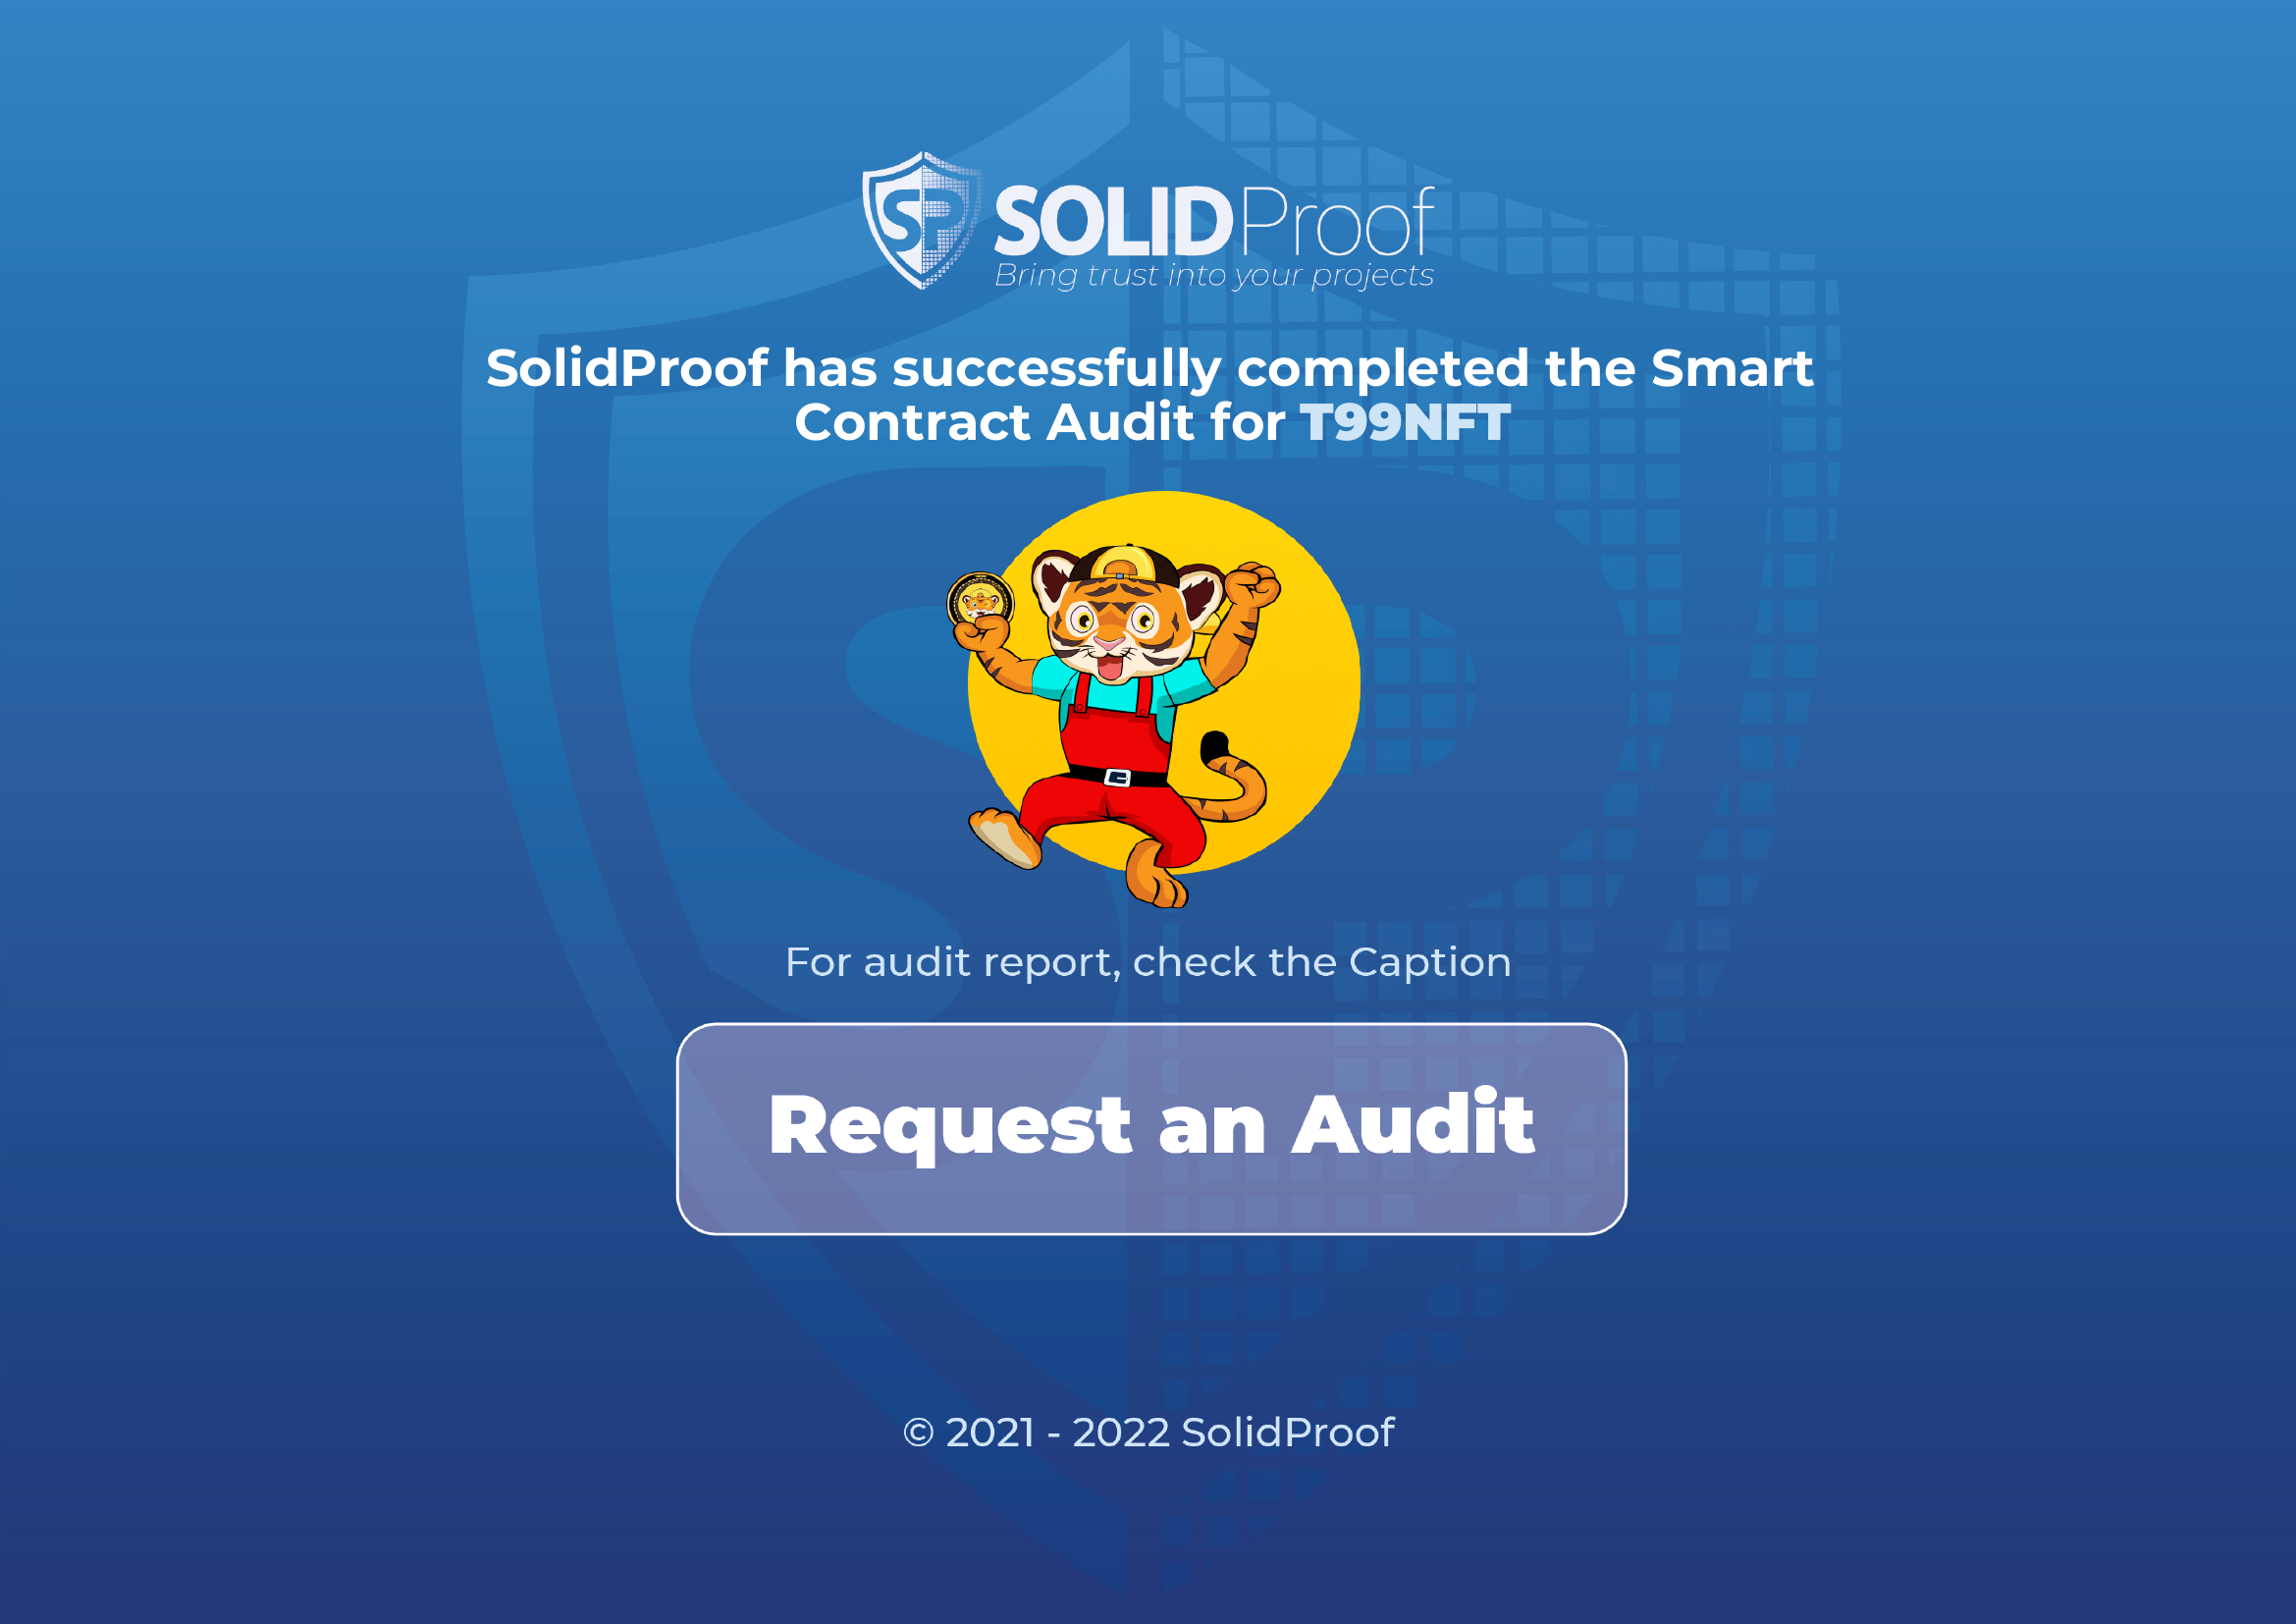 SP SOLIDProof
Bring trust into your projects
SolidProof has successfully completed the Smart
Contract Audit for T99NFT
For audit report, check the Caption
Request an Audit
© 2021 - 2022 SolidProof